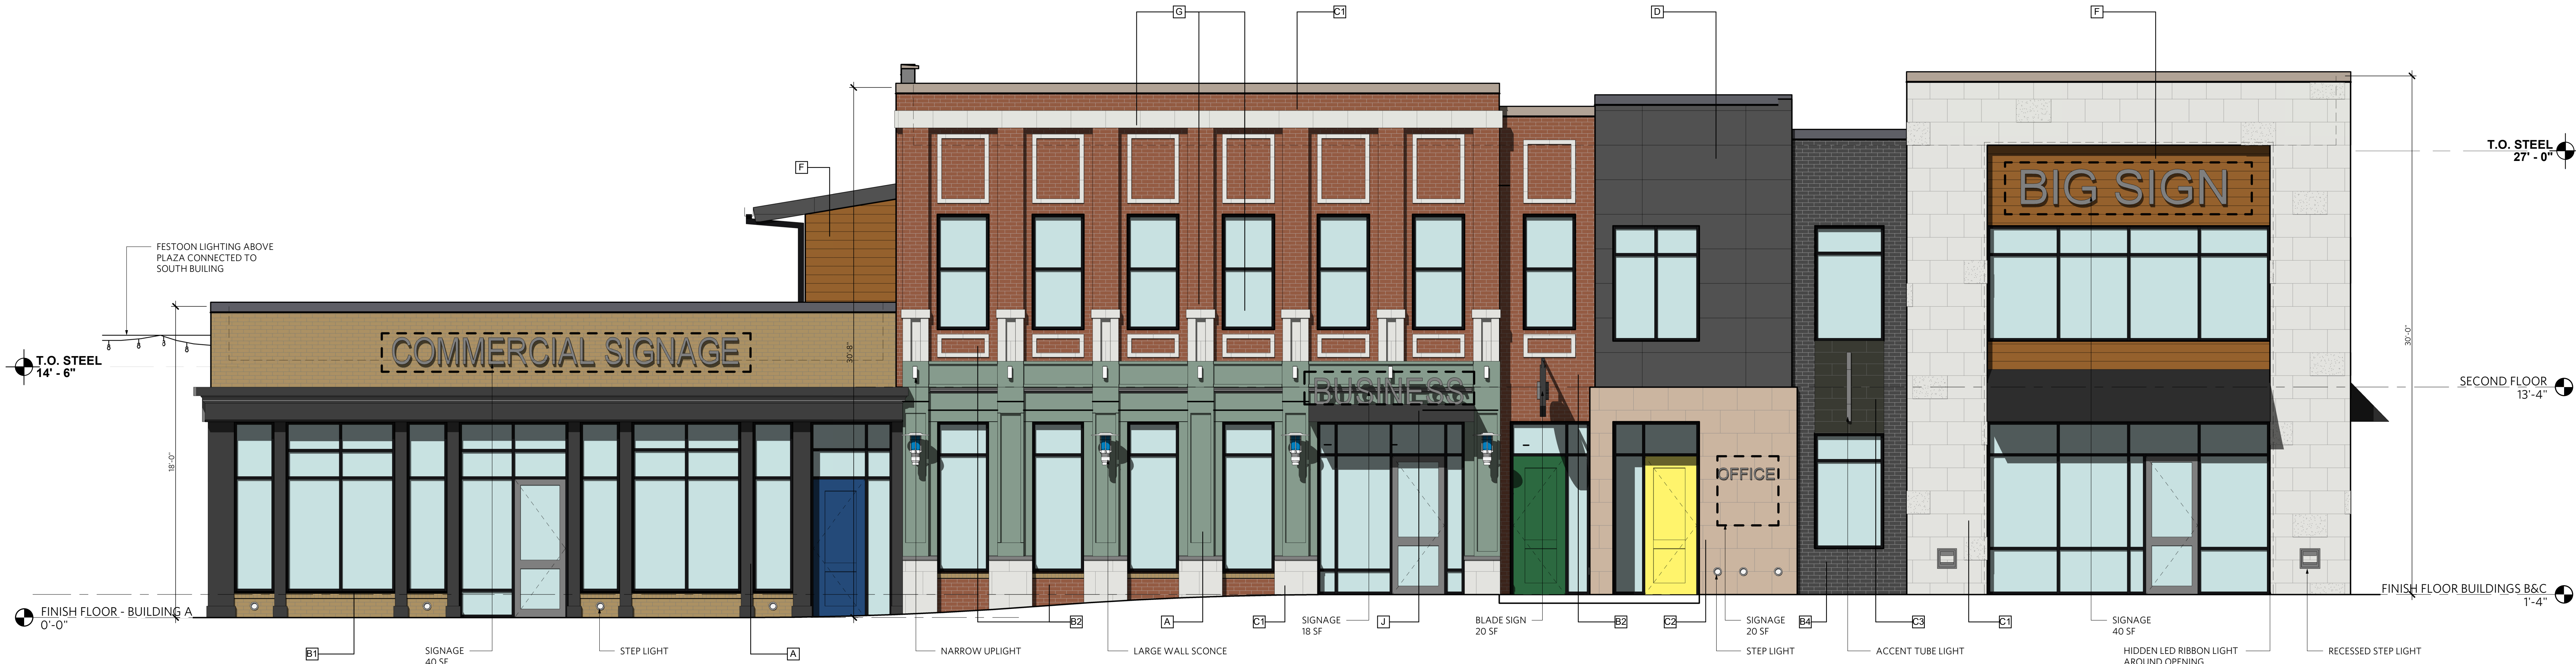 G
C1
D
F
T.O. STEEL
27' - 0"
F
BIG SIGN
FESTOON LIGHTING ABOVE
PLAZA CONNECTED TO
SOUTH BUILING
30'-8"
30'-0"
COMMERCIAL SIGNAGE
T.O. STEEL
14' - 6"
BUSINESS
SECOND FLOOR
13'-4"
18'-0"
OFFICE
FINISH FLOOR - BUILDING A
0'-0"
FINISH FLOOR BUILDINGS B&C
1'-4"
B2
A
C1
SIGNAGE
18 SF
J
BLADE SIGN
20 SF
B2
C2
SIGNAGE
20 SF
B4
C3
C1
SIGNAGE
40 SF
B1
SIGNAGE
40 SF
STEP LIGHT
A
NARROW UPLIGHT
LARGE WALL SCONCE
STEP LIGHT
ACCENT TUBE LIGHT
HIDDEN LED RIBBON LIGHT
AROUND OPENING
RECESSED STEP LIGHT